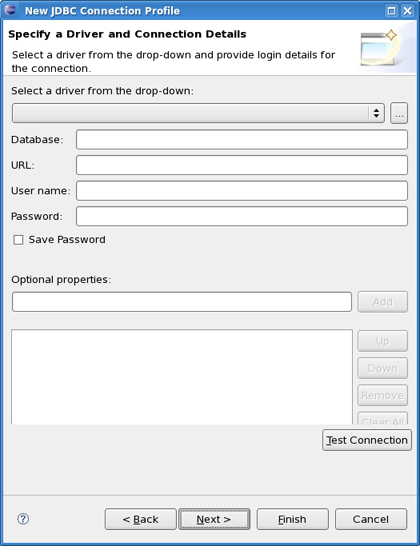 New JDBC Connection Profile
Specify a Driver and Connection Details
Select a driver from the drop-down and provide login details for
the connection.
Select a driver from the drop-down:
...
Database:
URL:
User name:
Password:
Save Password
Optional properties:
Add
Up
Down
Remove
Clear All
Test Connection
?
< Back
Next >
Finish
Cancel